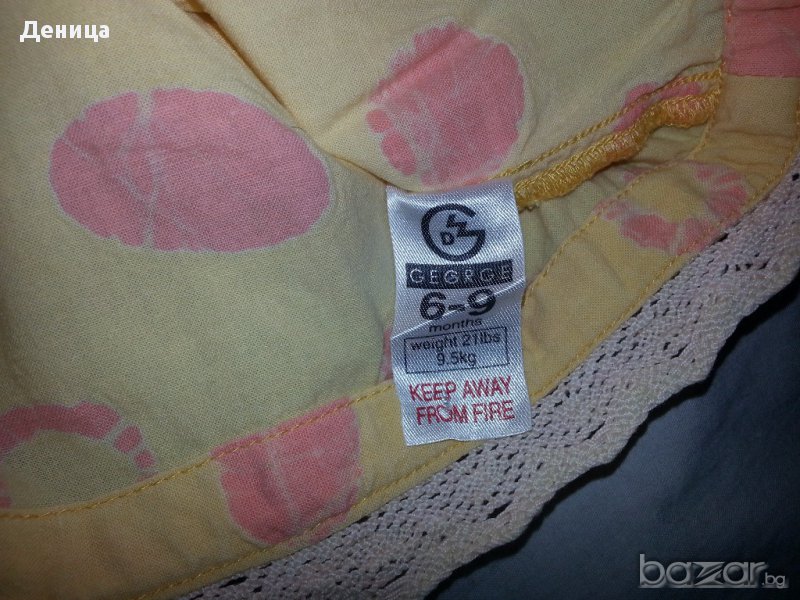 Деница
GEORGE
6-9
months
weight 21lbs
9.5kg
KEEP AWAY
FROM FIRE
bazar.bg